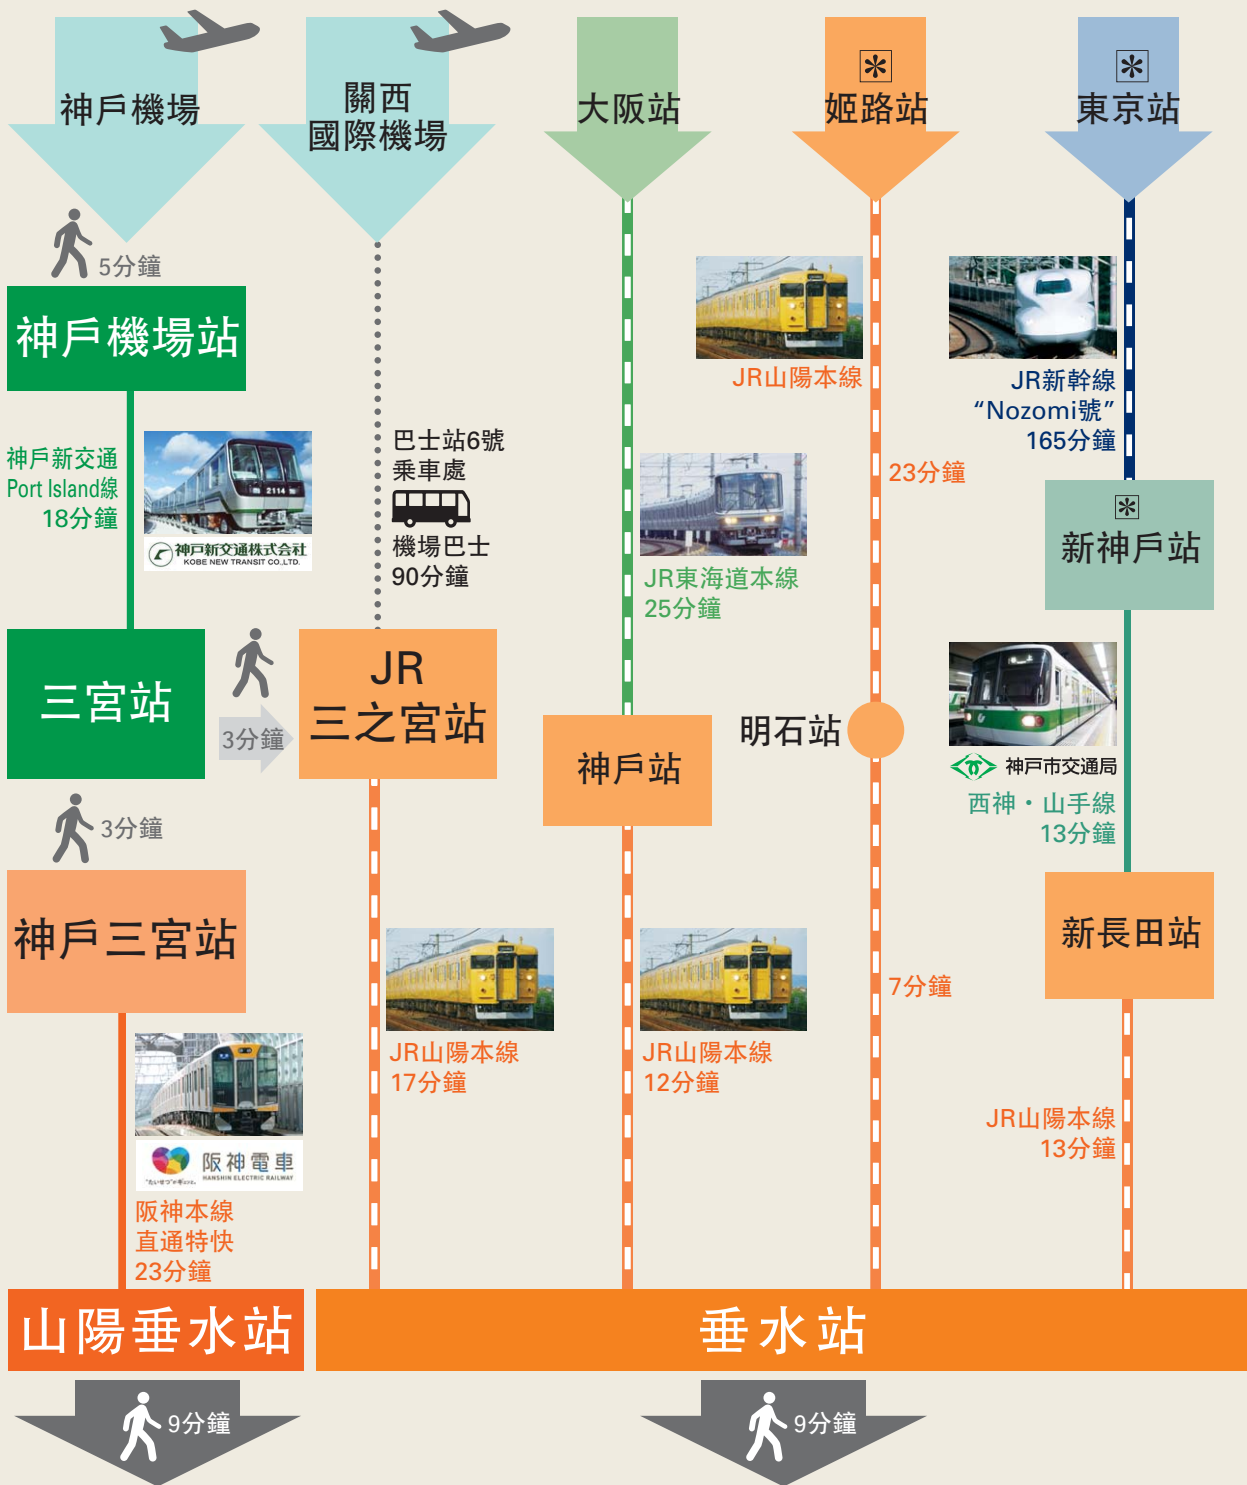 神戶機場
關西
國際機場
大阪站
姬路站
東京站
5分鐘
神戶機場站
神戶新交通
Port Island線
18分鐘
2114
神戸新交通株式会社
KOBE NEW TRANSIT CO.,LTD.
三宮站
3分鐘
3分鐘
神戶三宮站
阪神電車
HANSHIN ELECTRIC RAILWAY
阪神本線
直通特快
23分鐘
山陽垂水站
9分鐘
巴士站6號
乘車處
機場巴士
90分鐘
JR
三之宮站
JR山陽本線
17分鐘
JR東海道本線
25分鐘
神戶站
JR山陽本線
12分鐘
JR山陽本線
23分鐘
明石站
7分鐘
JR新幹線
“Nozomi號”
165分鐘
新神戶站
神戸市交通局
西神・山手線
13分鐘
新長田站
JR山陽本線
13分鐘
垂水站
9分鐘